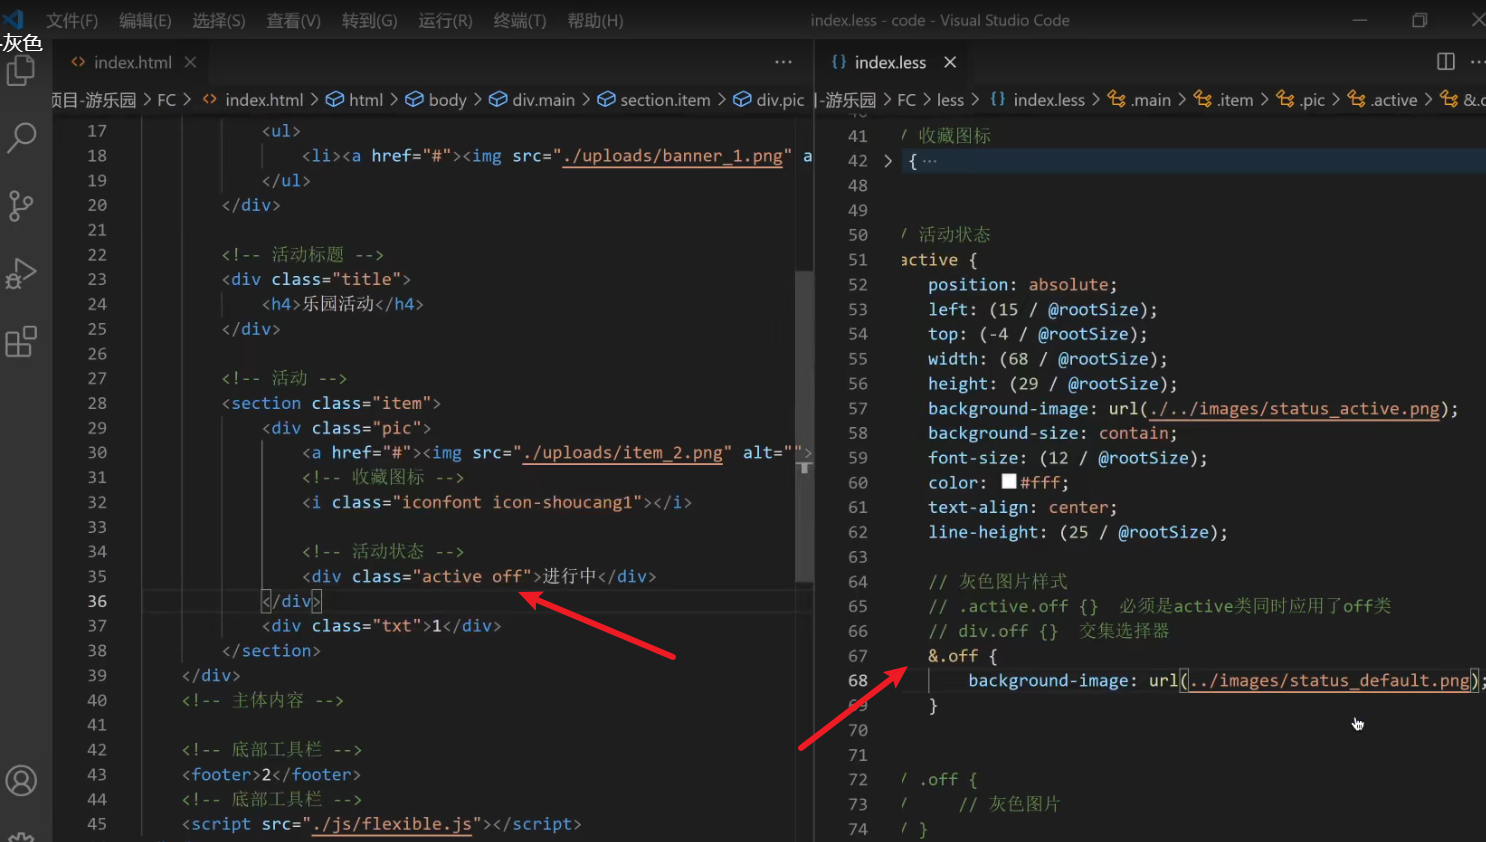 文件(F) 编辑(E) 选择(S) 查看(V) 转到(G) 运行(R) 终端(T) 帮助(H) index.less - code - Visual Studio Code
-灰色
index.html
index.less
项目-游乐园 > FC > index.html > html > body > div.main > section.item > div.pic
-游乐园 > FC > less > index.less > .main > .item > .pic > .active >
17 <ul>
18 <li><a href="#"><img src="./uploads/banner_1.png" a
19 </ul>
20 </div>
21
22 <!-- 活动标题 -->
23 <div class="title">
24 <h4>乐园活动</h4>
25 </div>
26
27 <!-- 活动 -->
28 <section class="item">
29 <div class="pic">
30 <a href="#"><img src="./uploads/item_2.png" alt="">
31 <!-- 收藏图标 -->
32 <i class="iconfont icon-shoucang1"></i>
33
34 <!-- 活动状态 -->
35 <div class="active off">进行中</div>
36 </div>
37 <div class="txt">1</div>
38 </section>
39 </div>
40 <!-- 主体内容 -->
41
42 <!-- 底部工具栏 -->
43 <footer>2</footer>
44 <!-- 底部工具栏 -->
45 <script src="./js/flexible.js"></script>
41 / 收藏图标
42 > {···
48
49
50 / 活动状态
51 active {
52 position: absolute;
53 left: (15 / @rootSize);
54 top: (-4 / @rootSize);
55 width: (68 / @rootSize);
56 height: (29 / @rootSize);
57 background-image: url(./../images/status_active.png);
58 background-size: contain;
59 font-size: (12 / @rootSize);
60 color: #fff;
61 text-align: center;
62 line-height: (25 / @rootSize);
63
64 // 灰色图片样式
65 // .active.off {} 必须是active类同时应用了off类
66 // div.off {} 交集选择器
67 &.off {
68 background-image: url(../images/status_default.png);
69 }
70
71
72 / .off {
73 / // 灰色图片
74 / }